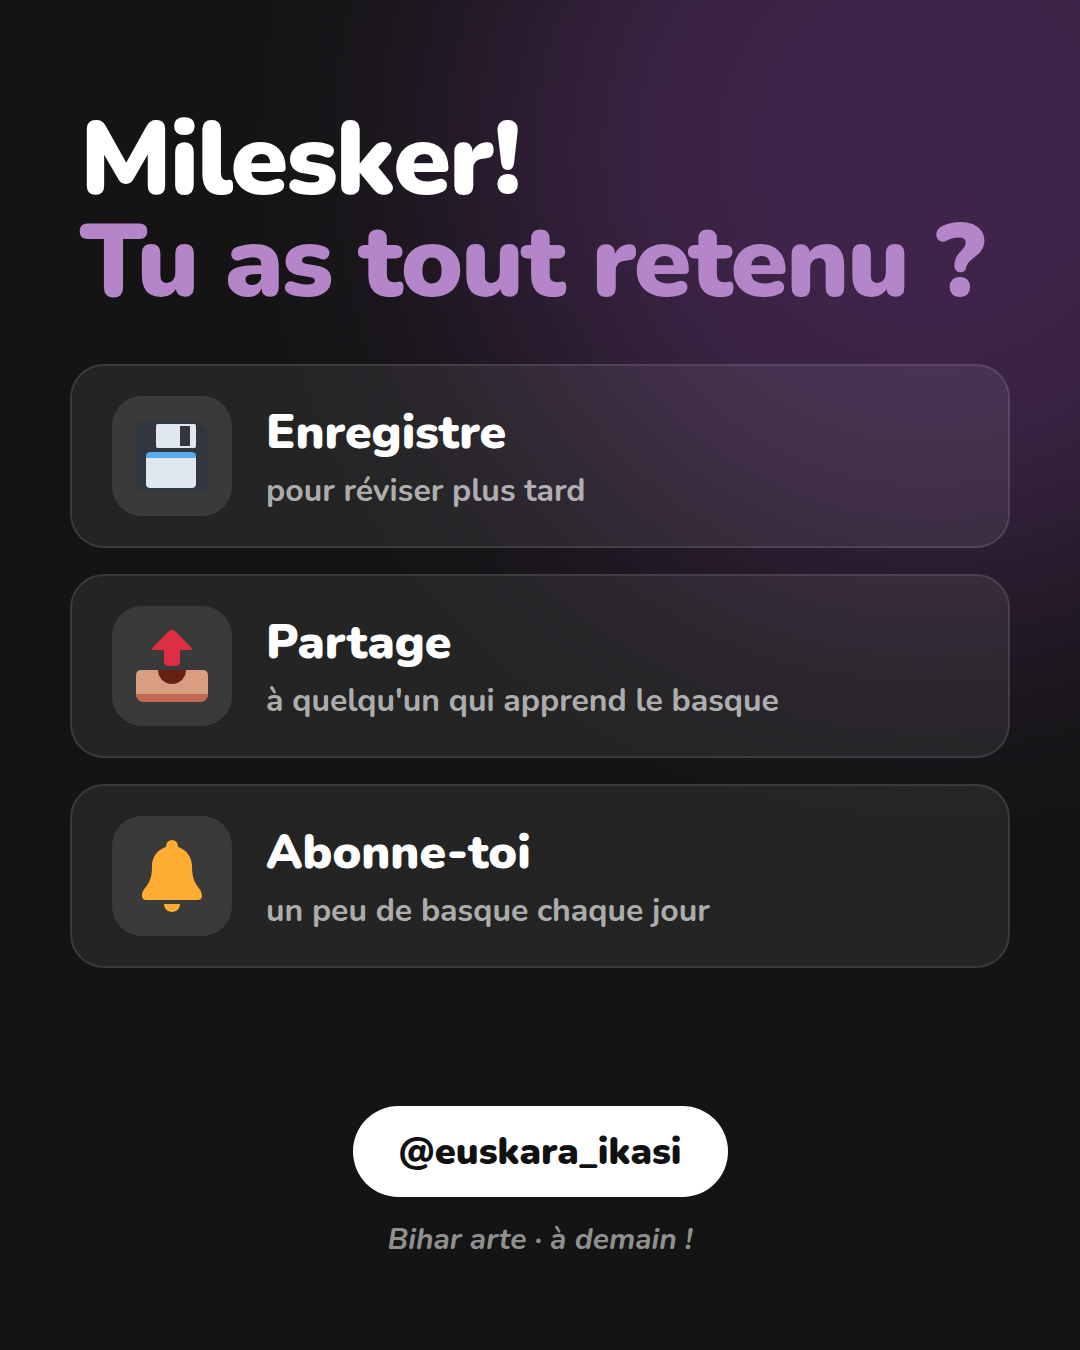 Milesker!
Tu as tout retenu ?
Enregistre
pour réviser plus tard
Partage
à quelqu'un qui apprend le basque
Abonne-toi
un peu de basque chaque jour
@euskara_ikasi
Bihar arte · à demain !